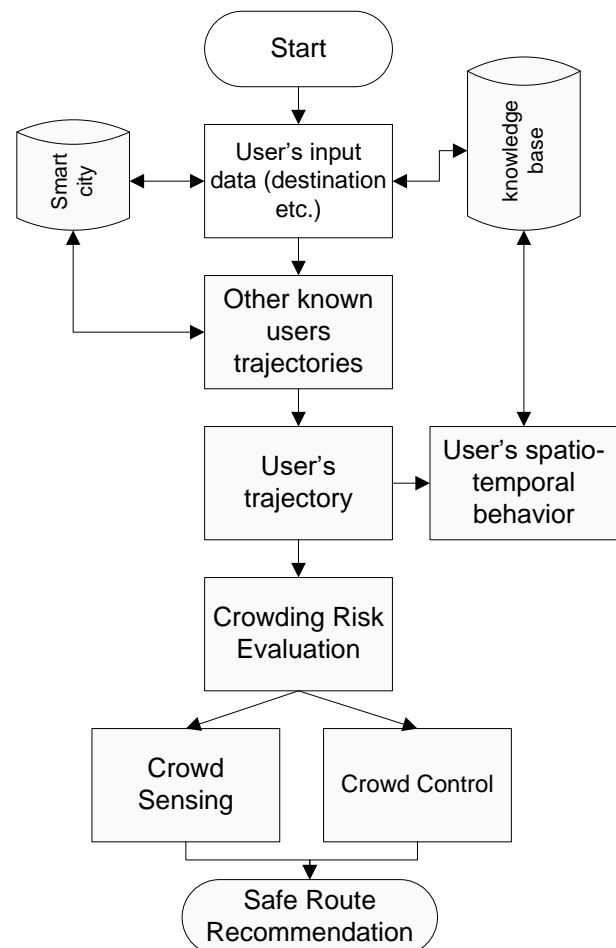 Start
Smart
city
User's input
data (destination
etc.)
knowledge
base
Other known
users
trajectories
User's
trajectory
User's spatio-
temporal
behavior
Crowding Risk
Evaluation
Crowd
Sensing
Crowd Control
Safe Route
Recommendation